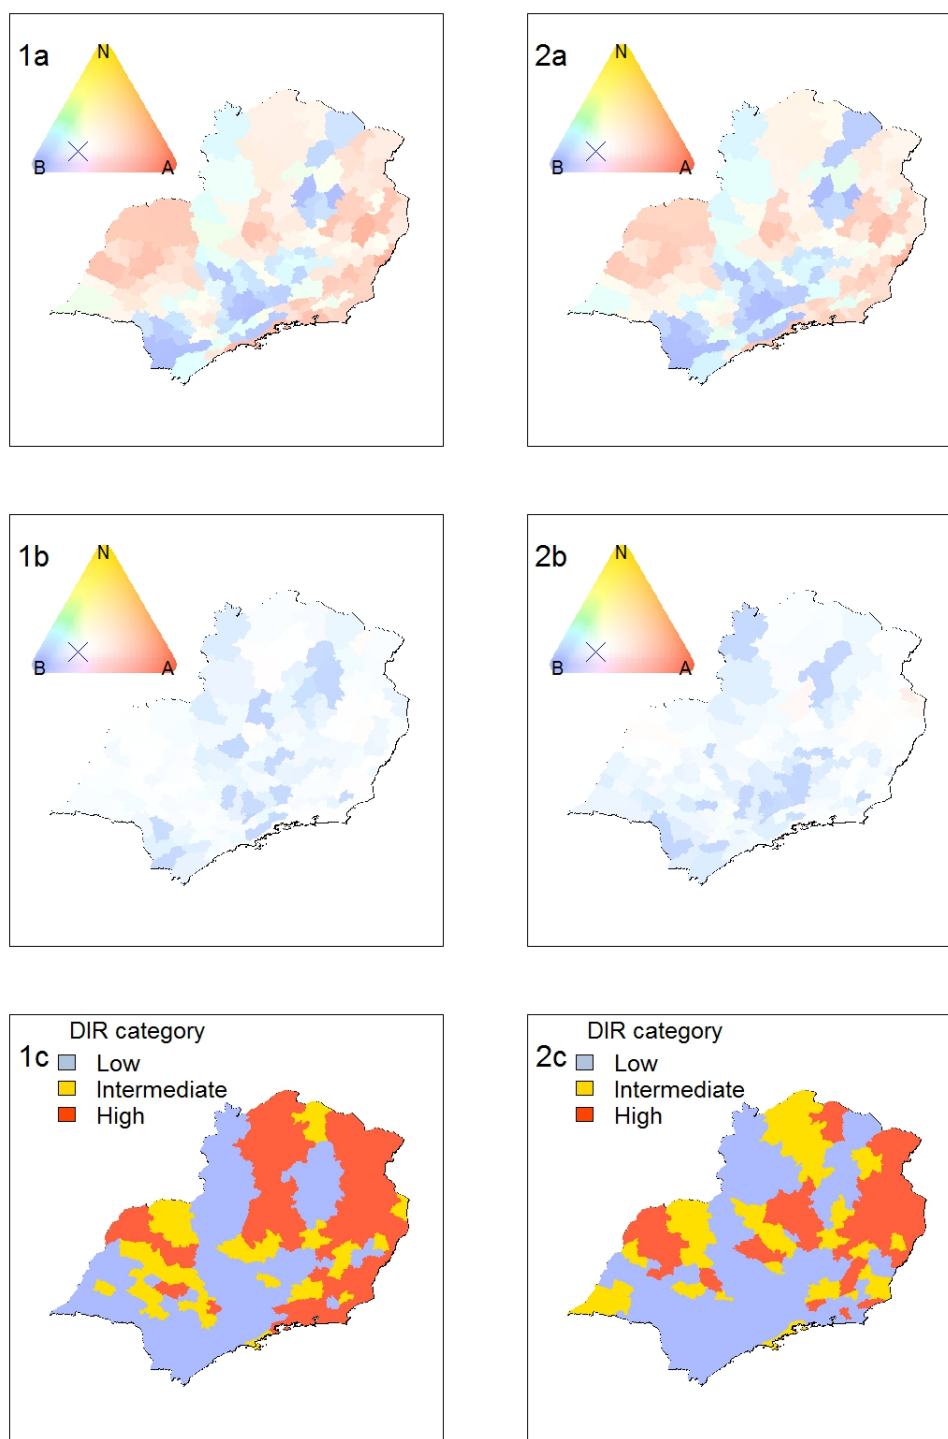 1a
N
B
A
2a
N
B
A
1b
N
B
A
2b
N
B
A
DIR category
1c
Low
Intermediate
High
DIR category
2c
Low
Intermediate
High